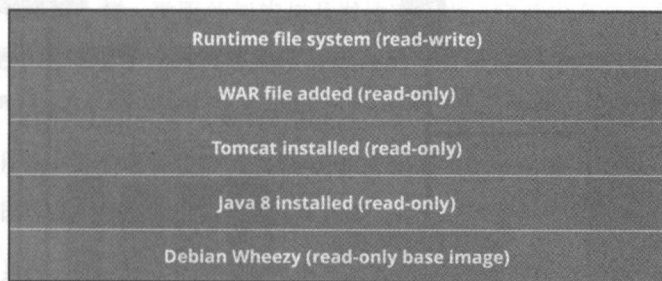 Runtime file system (read-write)
WAR file added (read-only)
Tomcat installed (read-only)
Java 8 installed (read-only)
Debian Wheezy (read-only base image)